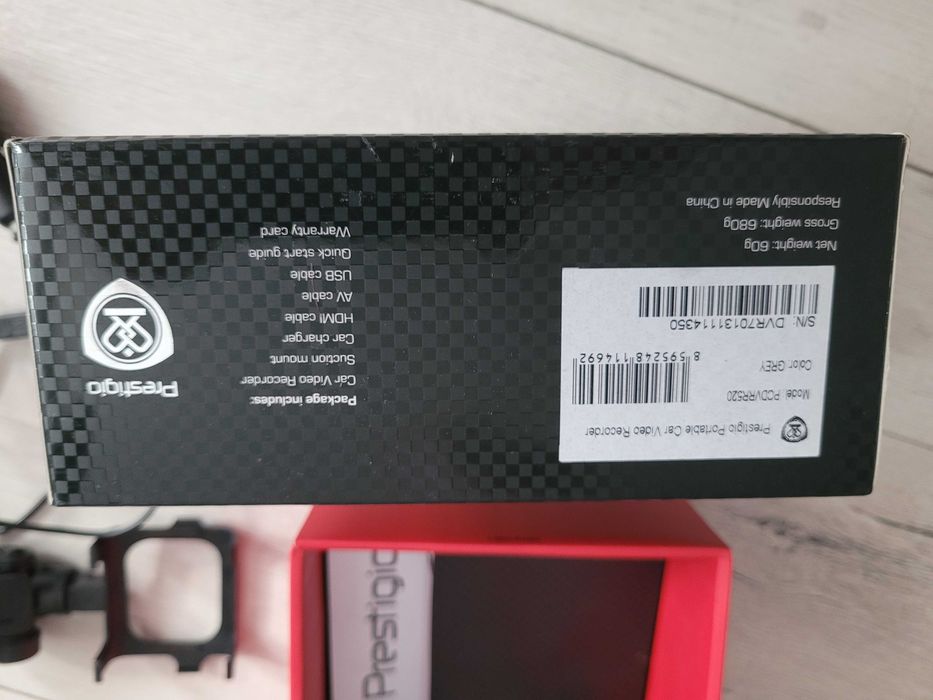 Prestigio Portable Car Video Recorder
Model: PCDVRR520
Color: GREY
8 595248 114692
S/N: DVR70131114350
Net weight: 60g
Gross weight: 680g
Responsibly Made in China
Package includes:
Car Video Recorder
Suction mount
Car charger
HDMI cable
AV cable
USB cable
Quick start guide
Warranty card
Prestigio
Prestigio